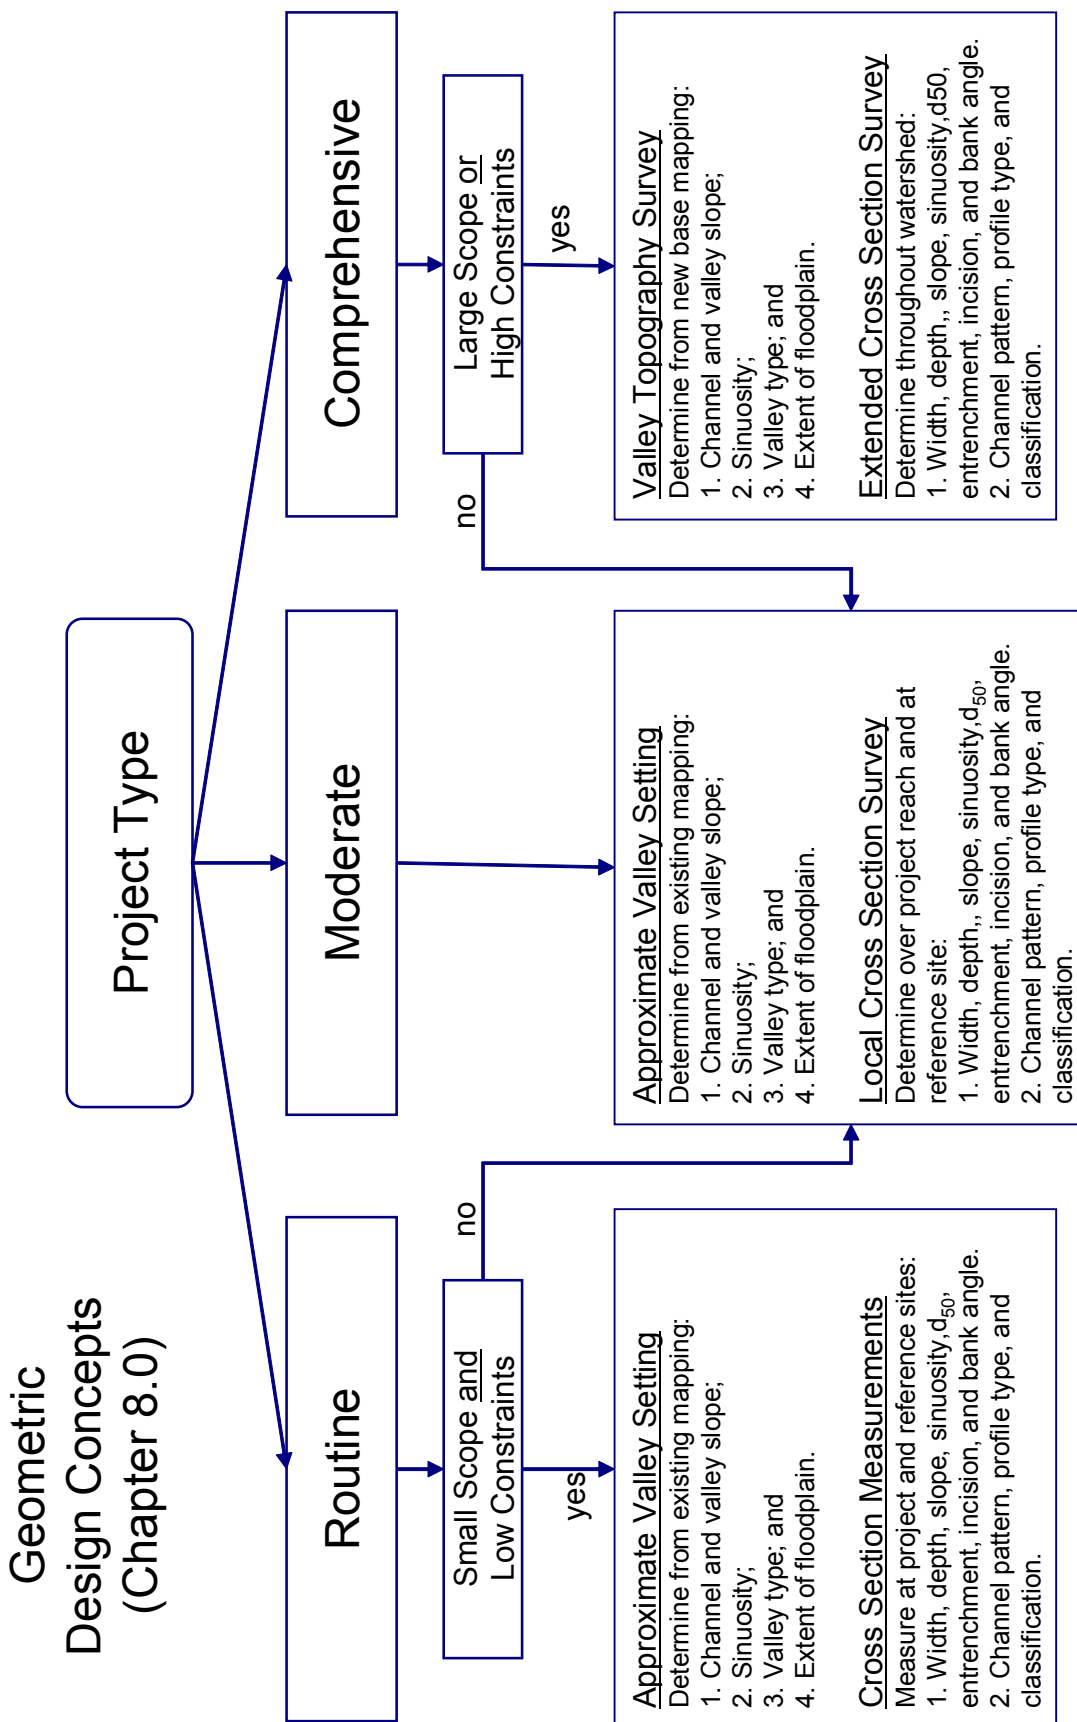 Geometric
Design Concepts
(Chapter 8.0)
Project Type
Routine
Moderate
Comprehensive
Small Scope and
Low Constraints
no
yes
Large Scope or
High Constraints
no
yes
Approximate Valley Setting
Determine from existing mapping:
1. Channel and valley slope;
2. Sinuosity;
3. Valley type; and
4. Extent of floodplain.
Cross Section Measurements
Measure at project and reference sites:
1. Width, depth, slope, sinuosity,d50,
entrenchment, incision, and bank angle.
2. Channel pattern, profile type, and
classification.
Approximate Valley Setting
Determine from existing mapping:
1. Channel and valley slope;
2. Sinuosity;
3. Valley type; and
4. Extent of floodplain.
Local Cross Section Survey
Determine over project reach and at
reference site:
1. Width, depth,, slope, sinuosity,d50,
entrenchment, incision, and bank angle.
2. Channel pattern, profile type, and
classification.
Valley Topography Survey
Determine from new base mapping:
1. Channel and valley slope;
2. Sinuosity;
3. Valley type; and
4. Extent of floodplain.
Extended Cross Section Survey
Determine throughout watershed:
1. Width, depth,, slope, sinuosity,d50,
entrenchment, incision, and bank angle.
2. Channel pattern, profile type, and
classification.